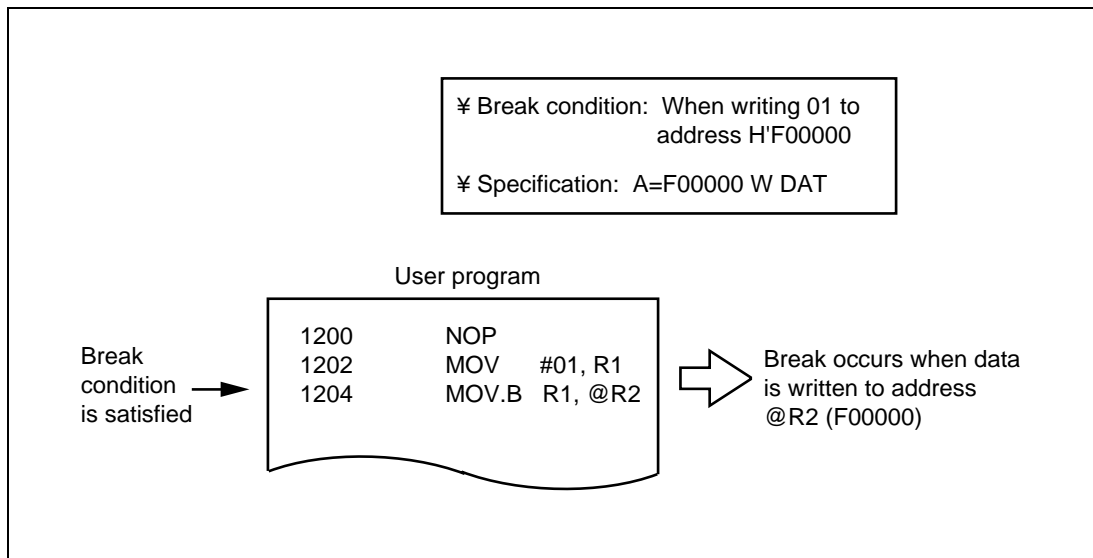 ¥ Break condition: When writing 01 to
address H'F00000
¥ Specification: A=F00000 W DAT
User program
Break
condition
is satisfied
1200 NOP
1202 MOV #01, R1
1204 MOV.B R1, @R2
Break occurs when data
is written to address
@R2 (F00000)